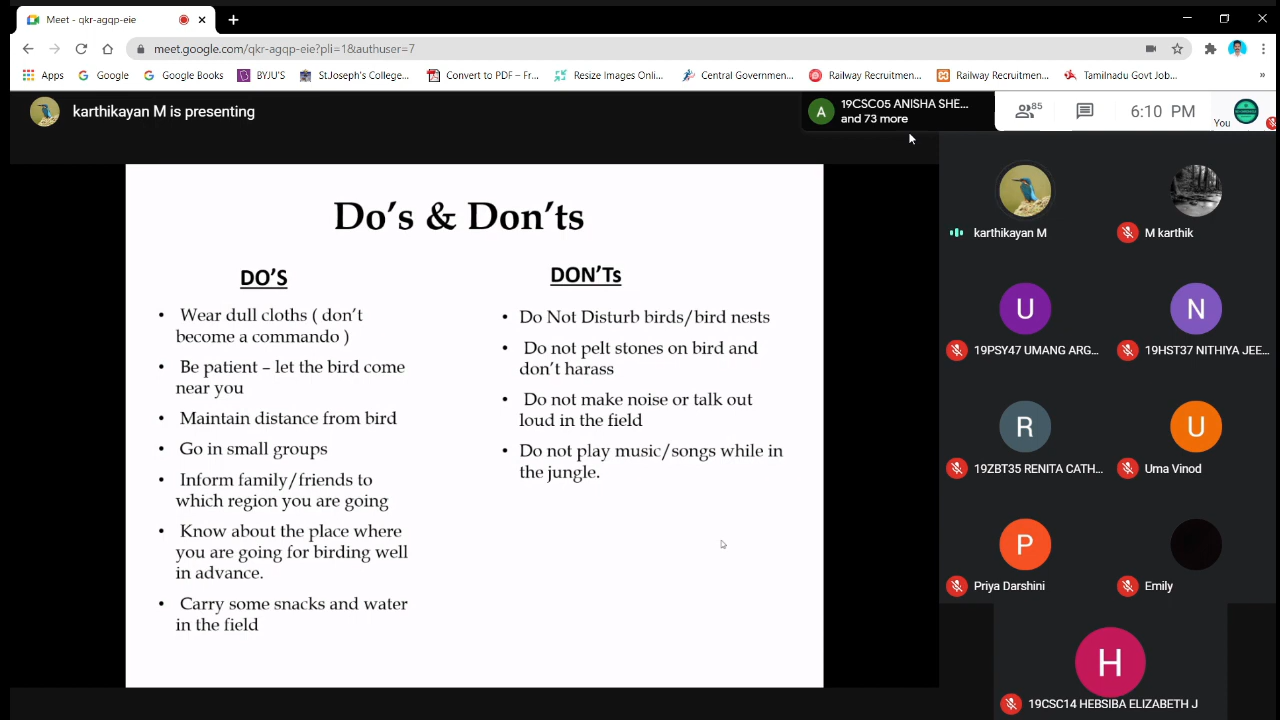 Meet - qkr-agqp-eie
meet.google.com/qkr-agqp-eie?pli=1&authuser=7
Apps Google Google Books BYJU'S St.Joseph's College... Convert to PDF – Fr... Resize Images Onli... Central Governmen... Railway Recruitmen... Railway Recruitmen... Tamilnadu Govt Job... »
karthikayan M is presenting
19CSC05 ANISHA SHE...
and 73 more
85
6:10 PM
You
Do's & Don'ts
DO'S
Wear dull cloths ( don't
become a commando )
Be patient – let the bird come
near you
Maintain distance from bird
Go in small groups
Inform family/friends to
which region you are going
Know about the place where
you are going for birding well
in advance.
Carry some snacks and water
in the field
DON'Ts
Do Not Disturb birds/bird nests
Do not pelt stones on bird and
don't harass
Do not make noise or talk out
loud in the field
Do not play music/songs while in
the jungle.
karthikayan M
M karthik
U
19PSY47 UMANG ARG...
N
19HST37 NITHIYA JEE...
R
19ZBT35 RENITA CATH...
U
Uma Vinod
P
Priya Darshini
Emily
H
19CSC14 HEBSIBA ELIZABETH J
A